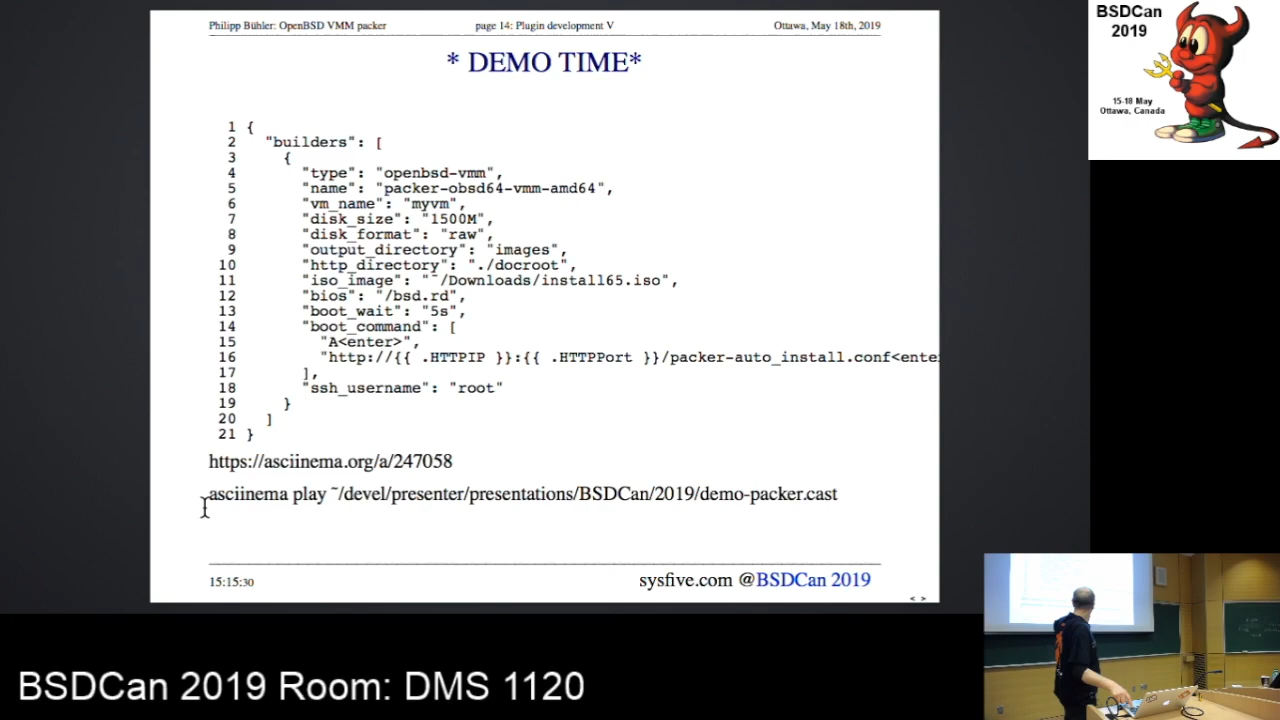 Philipp Bühler: OpenBSD VMM packer page 14: Plugin development V Ottawa, May 18th, 2019
* DEMO TIME*
1 {
2 "builders": [
3 {
4 "type": "openbsd-vmm",
5 "name": "packer-obsd64-vmm-amd64",
6 "vm_name": "myvm",
7 "disk_size": "1500M",
8 "disk_format": "raw",
9 "output_directory": "images",
10 "http_directory": "./docroot",
11 "iso_image": "~/Downloads/install65.iso",
12 "bios": "/bsd.rd",
13 "boot_wait": "5s",
14 "boot_command": [
15 "A<enter>",
16 "http://{{ .HTTPIP }}:{{ .HTTPPort }}/packer-auto_install.conf<ente
17 ],
18 "ssh_username": "root"
19 }
20 ]
21 }
https://asciinema.org/a/247058
asciinema play ~/devel/presenter/presentations/BSDCan/2019/demo-packer.cast
15:15:30 sysfive.com @BSDCan 2019
< >
BSDCan
2019
15-18 May
Ottawa, Canada
BSDCan 2019 Room: DMS 1120